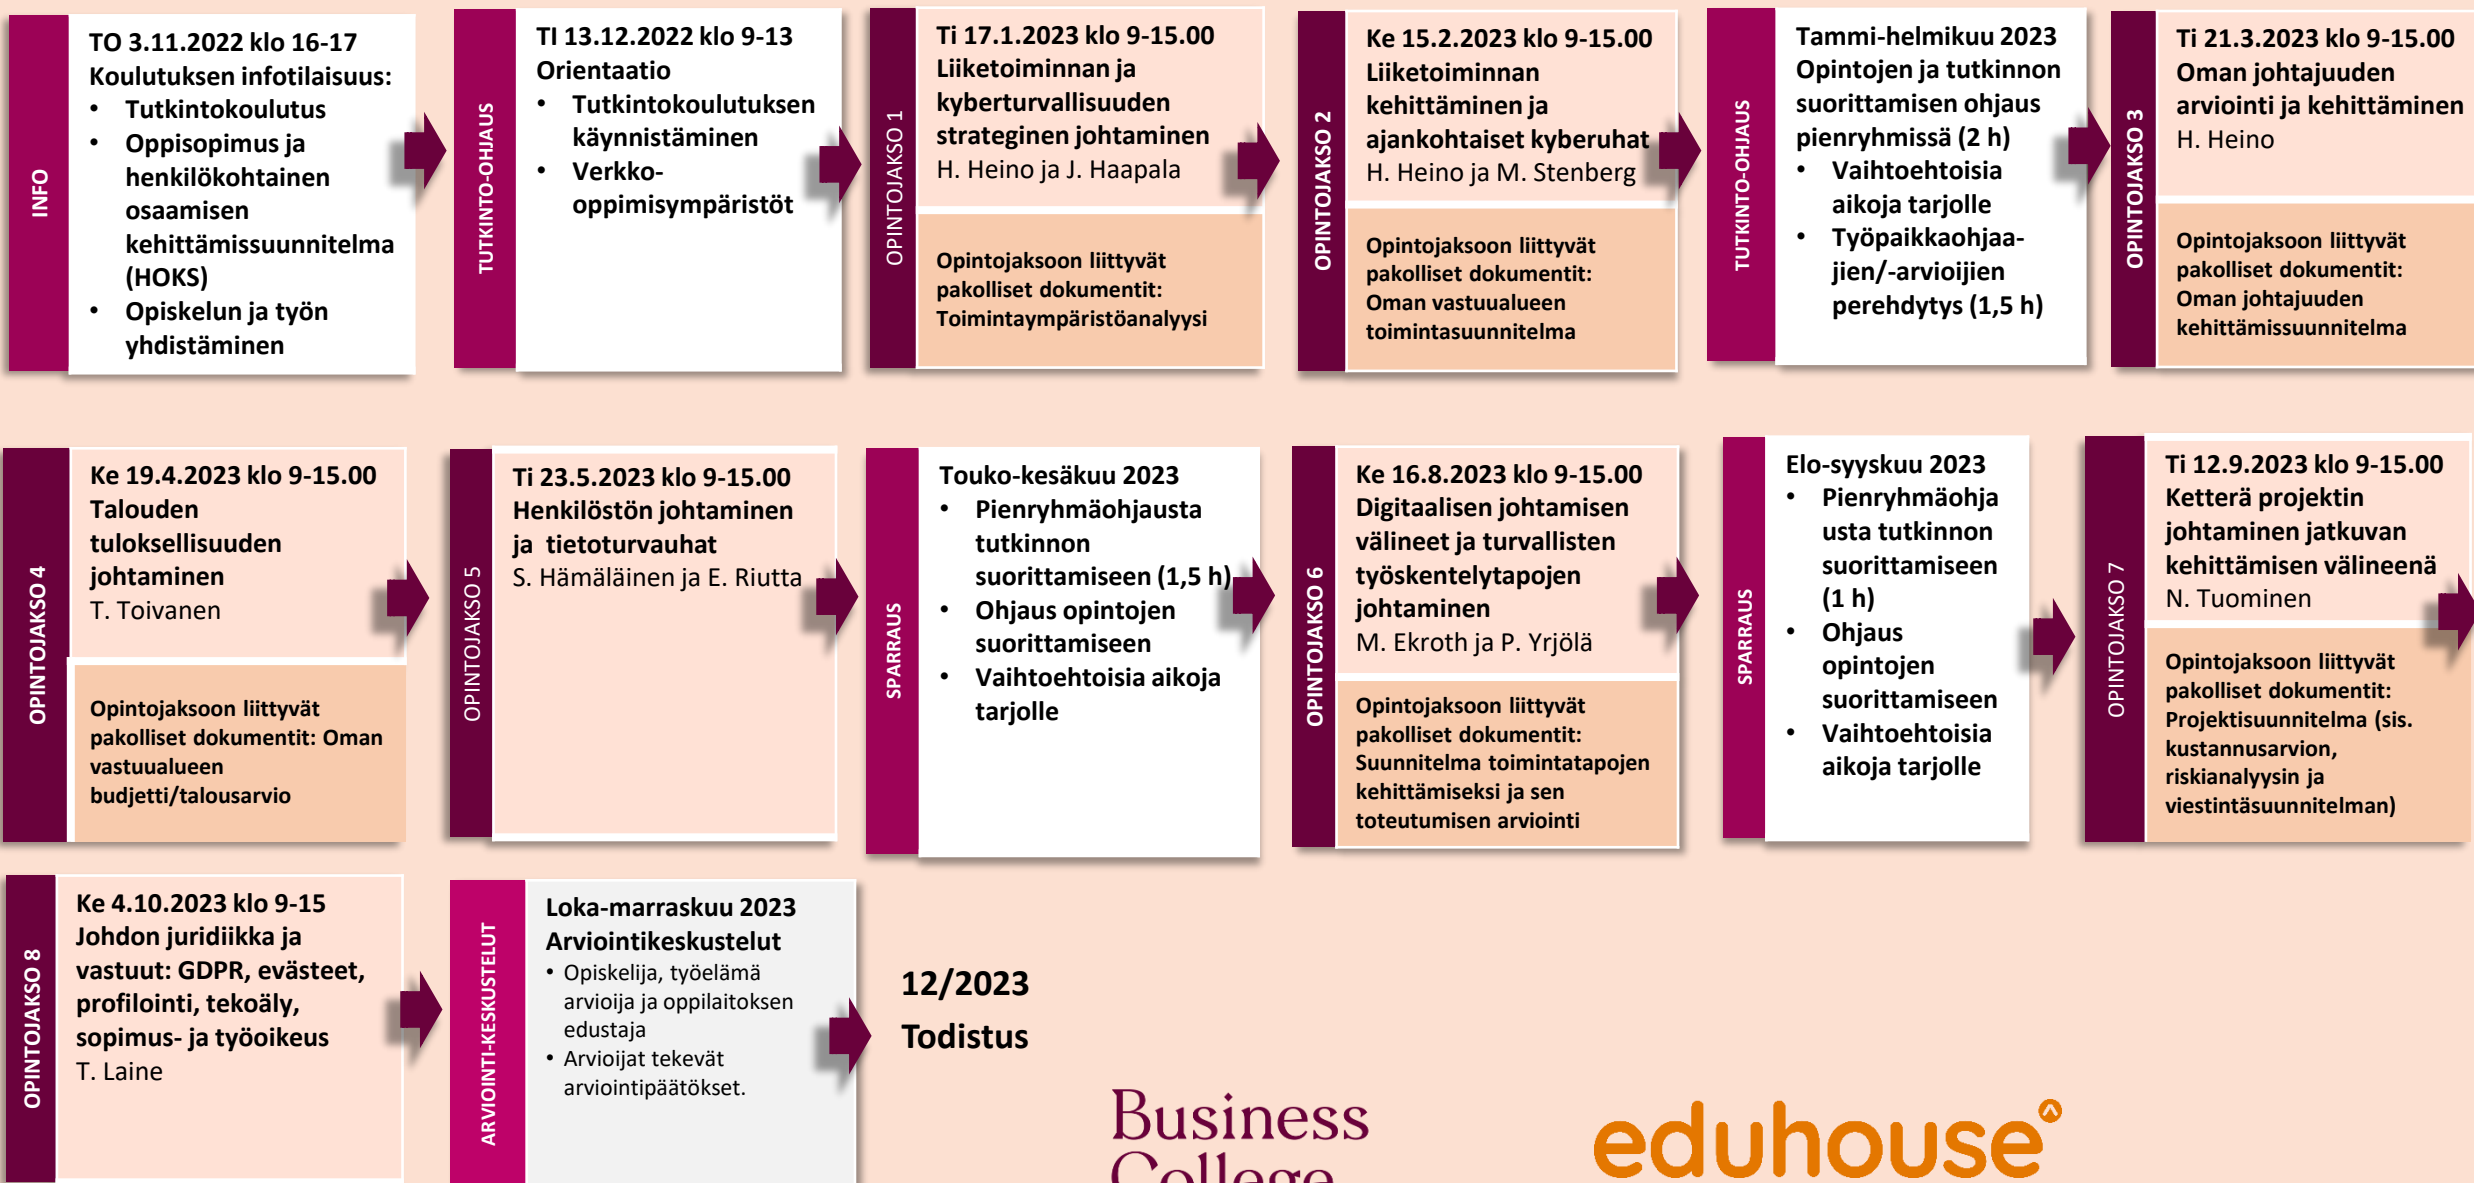 INFO
TO 3.11.2022 klo 16-17
Koulutuksen infotilaisuus:
• Tutkintokoulutus
• Oppisopimus ja
henkilökohtainen
osaamisen
kehittämissuunnitelma
(HOKS)
• Opiskelun ja työn
yhdistäminen
TUTKINTO-OHJAUS
TI 13.12.2022 klo 9-13
Orientaatio
• Tutkintokoulutuksen
käynnistäminen
• Verkko-
oppimisympäristöt
OPINTOJAKSO 1
Ti 17.1.2023 klo 9-15.00
Liiketoiminnan ja
kyberturvallisuuden
strateginen johtaminen
H. Heino ja J. Haapala
Opintojaksoon liittyvät
pakolliset dokumentit:
Toimintaympäristöanalyysi
OPINTOJAKSO 2
Ke 15.2.2023 klo 9-15.00
Liiketoiminnan
kehittäminen ja
ajankohtaiset kyberuhat
H. Heino ja M. Stenberg
Opintojaksoon liittyvät
pakolliset dokumentit:
Oman vastuualueen
toimintasuunnitelma
TUTKINTO-OHJAUS
Tammi-helmikuu 2023
Opintojen ja tutkinnon
suorittamisen ohjaus
pienryhmissä (2 h)
• Vaihtoehtoisia
aikoja tarjolle
• Työpaikkaohjaa-
jien/-arvioijien
perehdytys (1,5 h)
OPINTOJAKSO 3
Ti 21.3.2023 klo 9-15.00
Oman johtajuuden
arviointi ja kehittäminen
H. Heino
Opintojaksoon liittyvät
pakolliset dokumentit:
Oman johtajuuden
kehittämissuunnitelma
OPINTOJAKSO 4
Ke 19.4.2023 klo 9-15.00
Talouden
tuloksellisuuden
johtaminen
T. Toivanen
Opintojaksoon liittyvät
pakolliset dokumentit: Oman
vastuualueen
budjetti/talousarvio
OPINTOJAKSO 5
Ti 23.5.2023 klo 9-15.00
Henkilöstön johtaminen
ja tietoturvauhat
S. Hämäläinen ja E. Riutta
SPARRAUS
Touko-kesäkuu 2023
• Pienryhmäohjausta
tutkinnon
suorittamiseen (1,5 h)
• Ohjaus opintojen
suorittamiseen
• Vaihtoehtoisia aikoja
tarjolle
OPINTOJAKSO 6
Ke 16.8.2023 klo 9-15.00
Digitaalisen johtamisen
välineet ja turvallisten
työskentelytapojen
johtaminen
M. Ekroth ja P. Yrjölä
Opintojaksoon liittyvät
pakolliset dokumentit:
Suunnitelma toimintatapojen
kehittämiseksi ja sen
toteutumisen arviointi
SPARRAUS
Elo-syyskuu 2023
• Pienryhmäohja
usta tutkinnon
suorittamiseen
(1 h)
• Ohjaus
opintojen
suorittamiseen
• Vaihtoehtoisia
aikoja tarjolle
OPINTOJAKSO 7
Ti 12.9.2023 klo 9-15.00
Ketterä projektin
johtaminen jatkuvan
kehittämisen välineenä
N. Tuominen
Opintojaksoon liittyvät
pakolliset dokumentit:
Projektisuunnitelma (sis.
kustannusarvion,
riskianalyysin ja
viestintäsuunnitelman)
OPINTOJAKSO 8
Ke 4.10.2023 klo 9-15
Johdon juridiikka ja
vastuut: GDPR, evästeet,
profilointi, tekoäly,
sopimus- ja työoikeus
T. Laine
ARVIOINTI-KESKUSTELUT
Loka-marraskuu 2023
Arviointikeskustelut
• Opiskelija, työelämä
arvioija ja oppilaitoksen
edustaja
• Arvioijat tekevät
arviointipäätökset.
12/2023
Todistus
Business
College
eduhouse